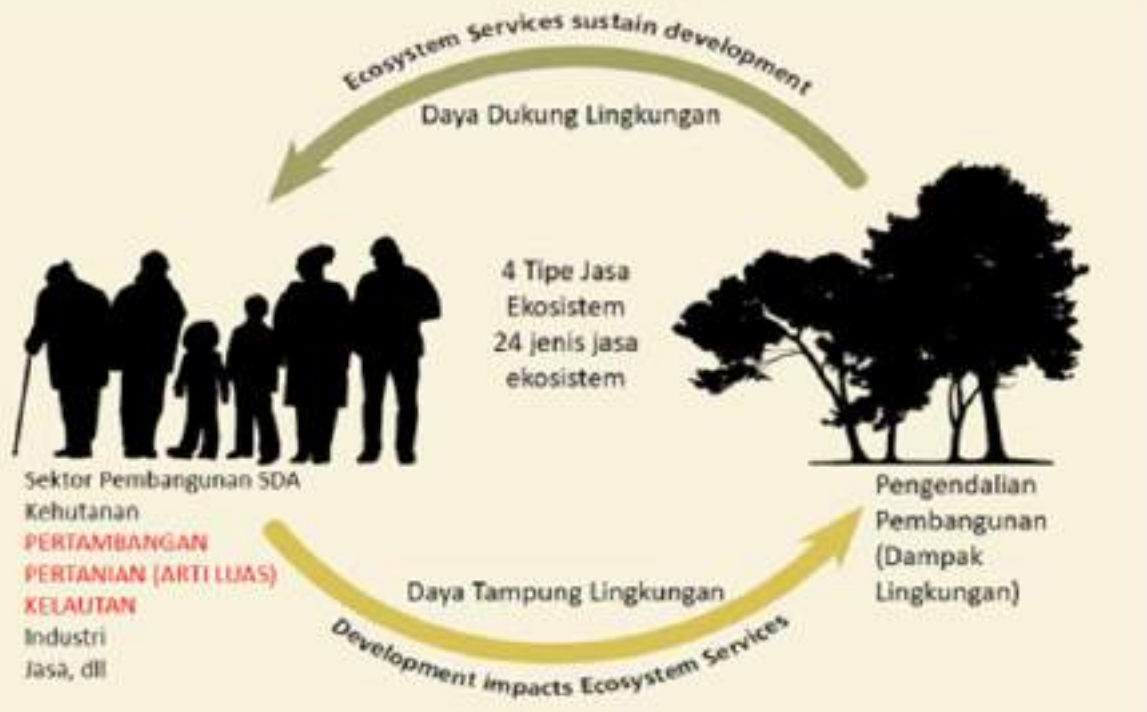 Ecosystem Services sustain development
Daya Dukung Lingkungan
4 Tipe Jasa
Ekosistem
24 jenis jasa
ekosistem
Sektor Pembangunan SDA
Kehutanan
PERTAMBANGAN
PERTANIAN (ARTI LUAS)
KELAUTAN
Industri
Jasa, dll
Pengendalian
Pembangunan
(Dampak
Lingkungan)
Daya Tampung Lingkungan
Development impacts Ecosystem Services